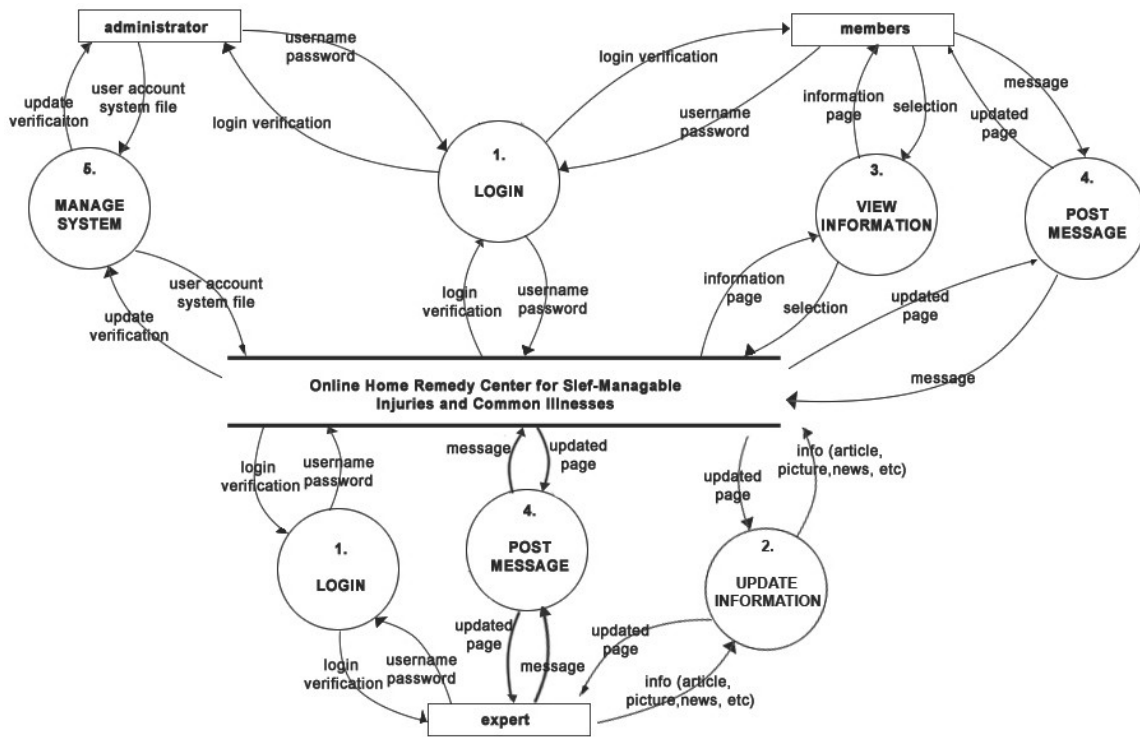 administrator
members
username
password
login verification
message
user account
system file
update
verificaiton
login verification
username
password
information
page
selection
updated
page
5.
MANAGE
SYSTEM
1.
LOGIN
3.
VIEW
INFORMATION
4.
POST
MESSAGE
user account
system file
update
verification
login
verification
username
password
information
page
selection
updated
page
message
Online Home Remedy Center for Slef-Managable
Injuries and Common Illnesses
login
verification
username
password
message
updated
page
updated
page
info (article,
picture,news, etc)
1.
LOGIN
4.
POST
MESSAGE
2.
UPDATE
INFORMATION
login
verification
username
password
updated
page
message
updated
page
info (article,
picture,news, etc)
expert